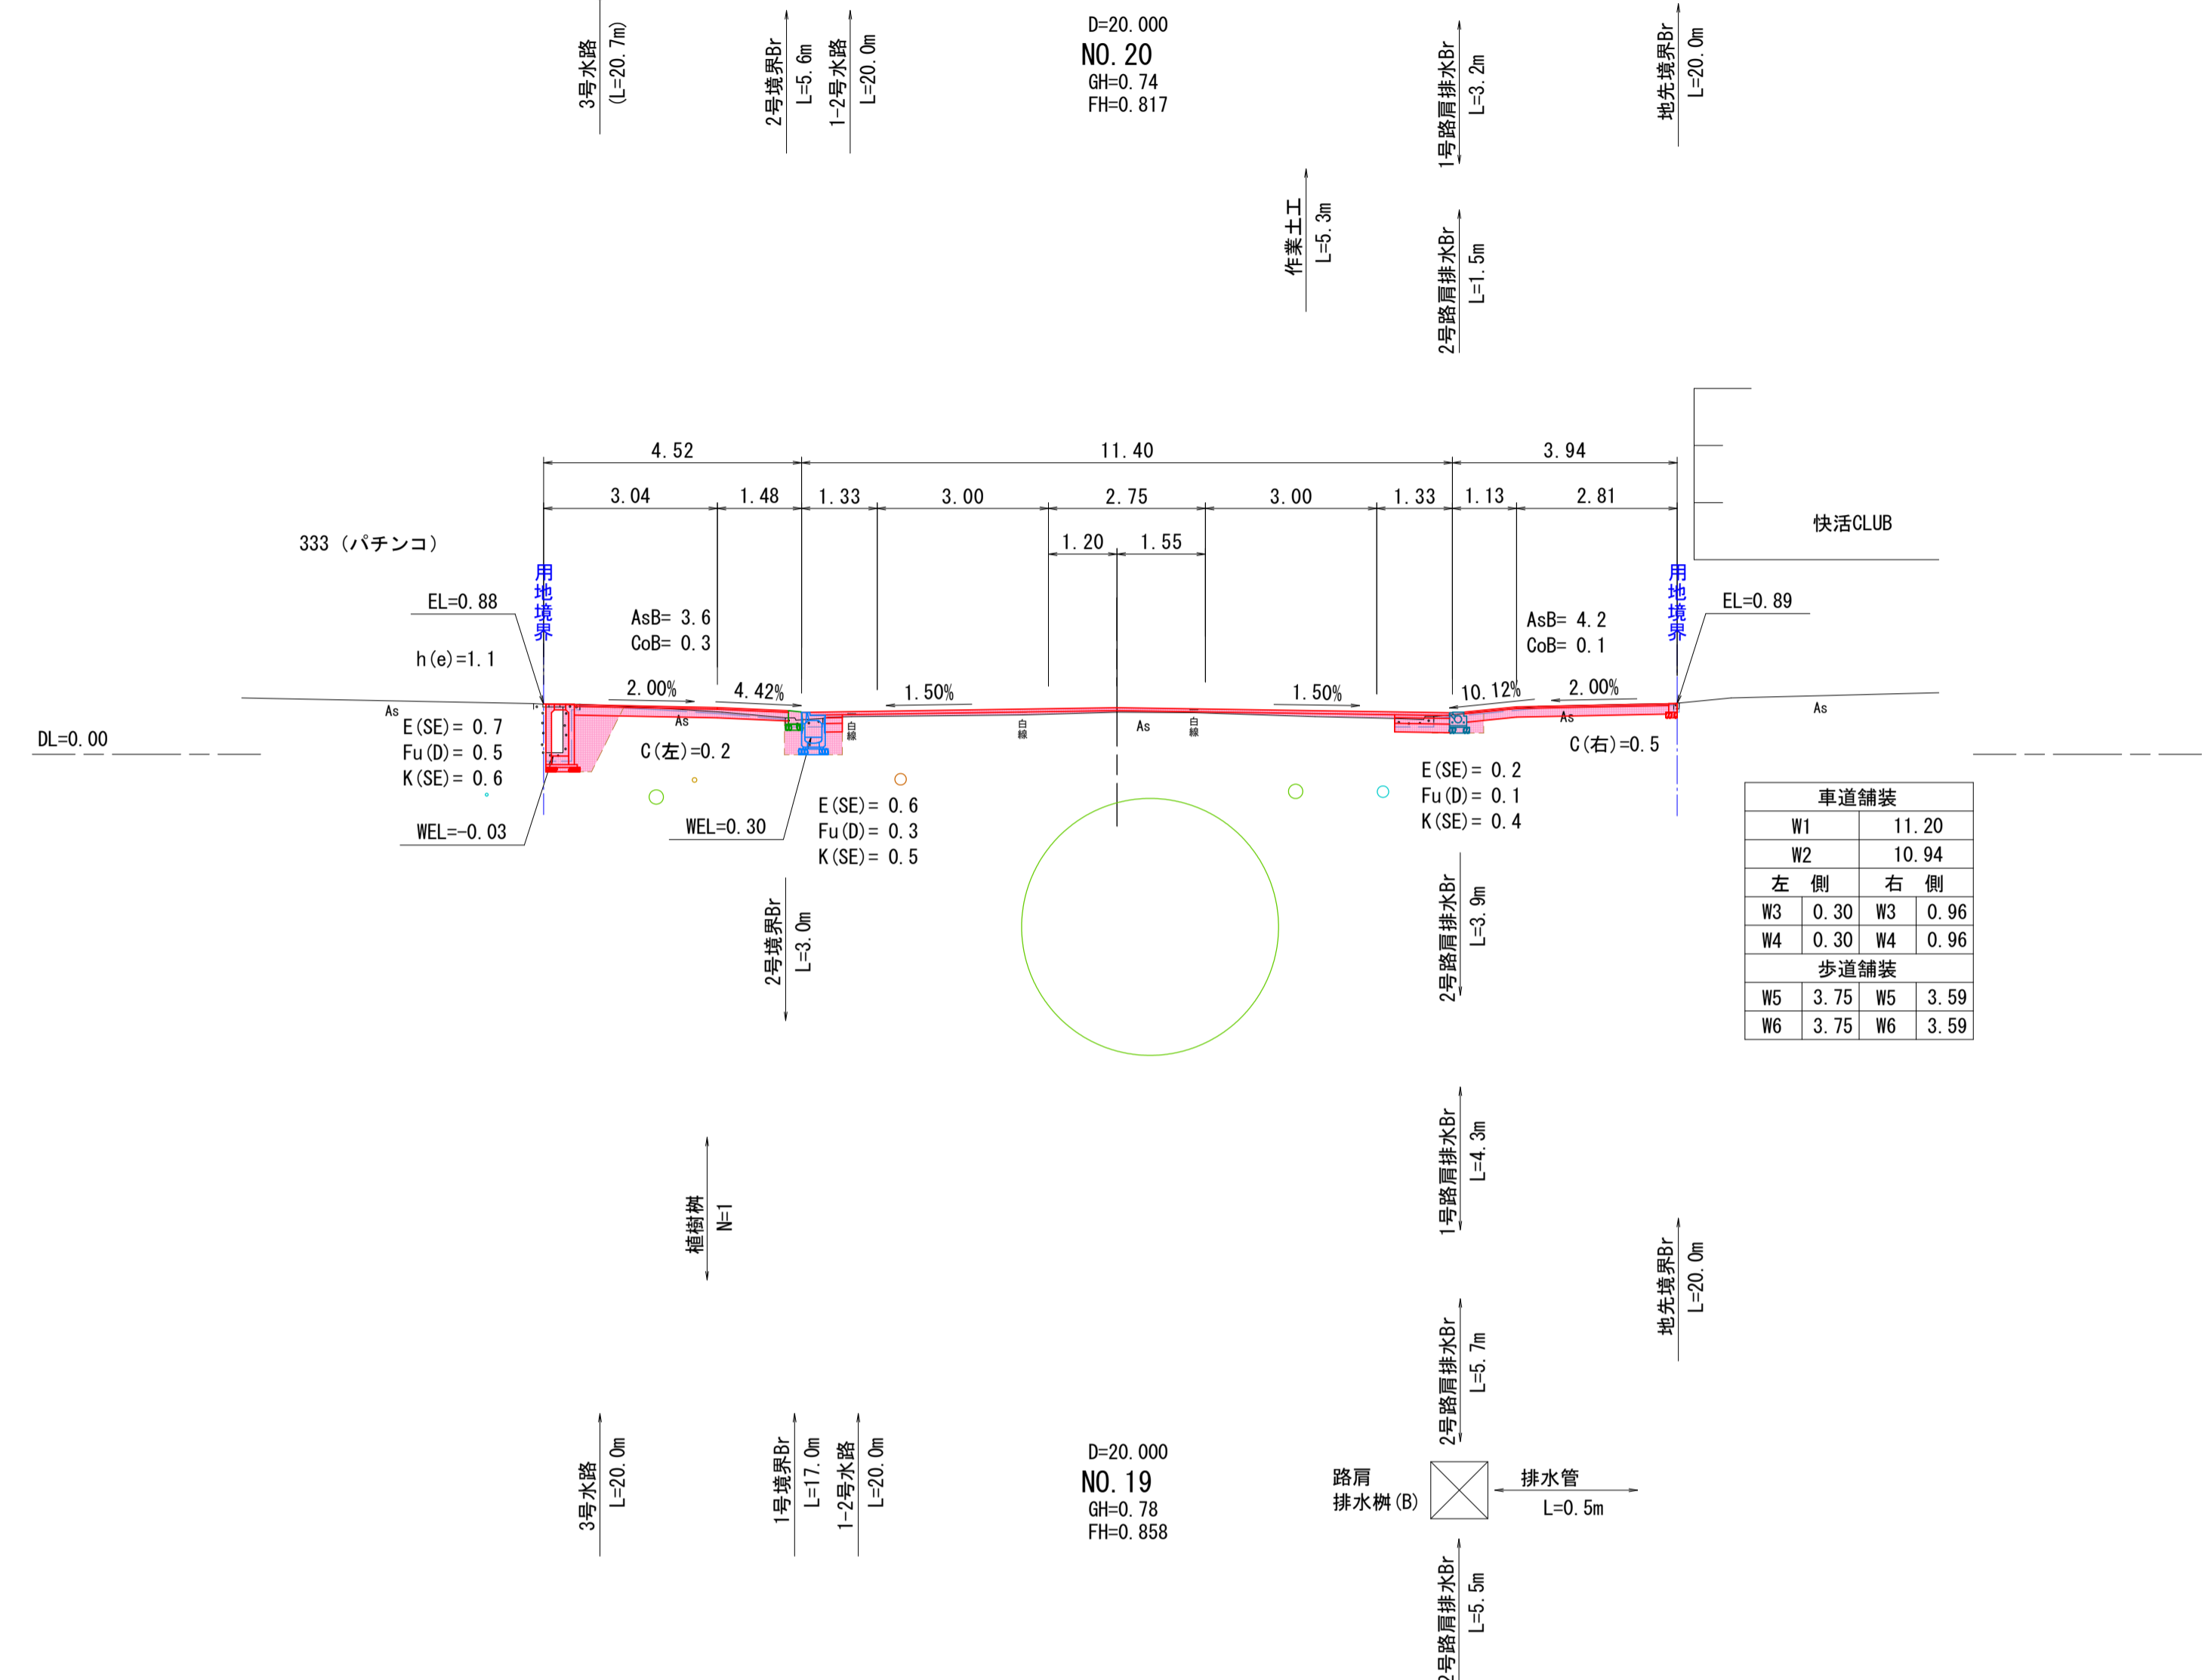 3号水路
(L=20.7m)
2号境界Br
L=5.6m
1-2号水路
L=20.0m
D=20.000
NO.20
GH=0.74
FH=0.817
1号路肩排水Br
L=3.2m
地先境界Br
L=20.0m
作業土工
L=5.3m
2号路肩排水Br
L=1.5m
4.52
11.40
3.94
3.04
1.48
1.33
3.00
2.75
3.00
1.33
1.13
2.81
1.20
1.55
333（パチンコ）
快活CLUB
用地境界
用地境界
EL=0.88
EL=0.89
AsB= 3.6
CoB= 0.3
AsB= 4.2
CoB= 0.1
h(e)=1.1
2.00%
4.42%
1.50%
1.50%
10.12%
2.00%
As
As
白線
白線
As
白線
As
As
DL=0.00
E(SE)= 0.7
Fu(D)= 0.5
K(SE)= 0.6
C(左)=0.2
C(右)=0.5
WEL=-0.03
WEL=0.30
E(SE)= 0.6
Fu(D)= 0.3
K(SE)= 0.5
E(SE)= 0.2
Fu(D)= 0.1
K(SE)= 0.4
車道舗装
W1 11.20
W2 10.94
左 側 右 側
W3 0.30 W3 0.96
W4 0.30 W4 0.96
歩道舗装
W5 3.75 W5 3.59
W6 3.75 W6 3.59
2号境界Br
L=3.0m
2号路肩排水Br
L=3.9m
植樹桝
N=1
1号路肩排水Br
L=4.3m
地先境界Br
L=20.0m
2号路肩排水Br
L=5.7m
3号水路
L=20.0m
1号境界Br
L=17.0m
1-2号水路
L=20.0m
D=20.000
NO.19
GH=0.78
FH=0.858
路肩
排水桝(B)
排水管
L=0.5m
2号路肩排水Br
L=5.5m